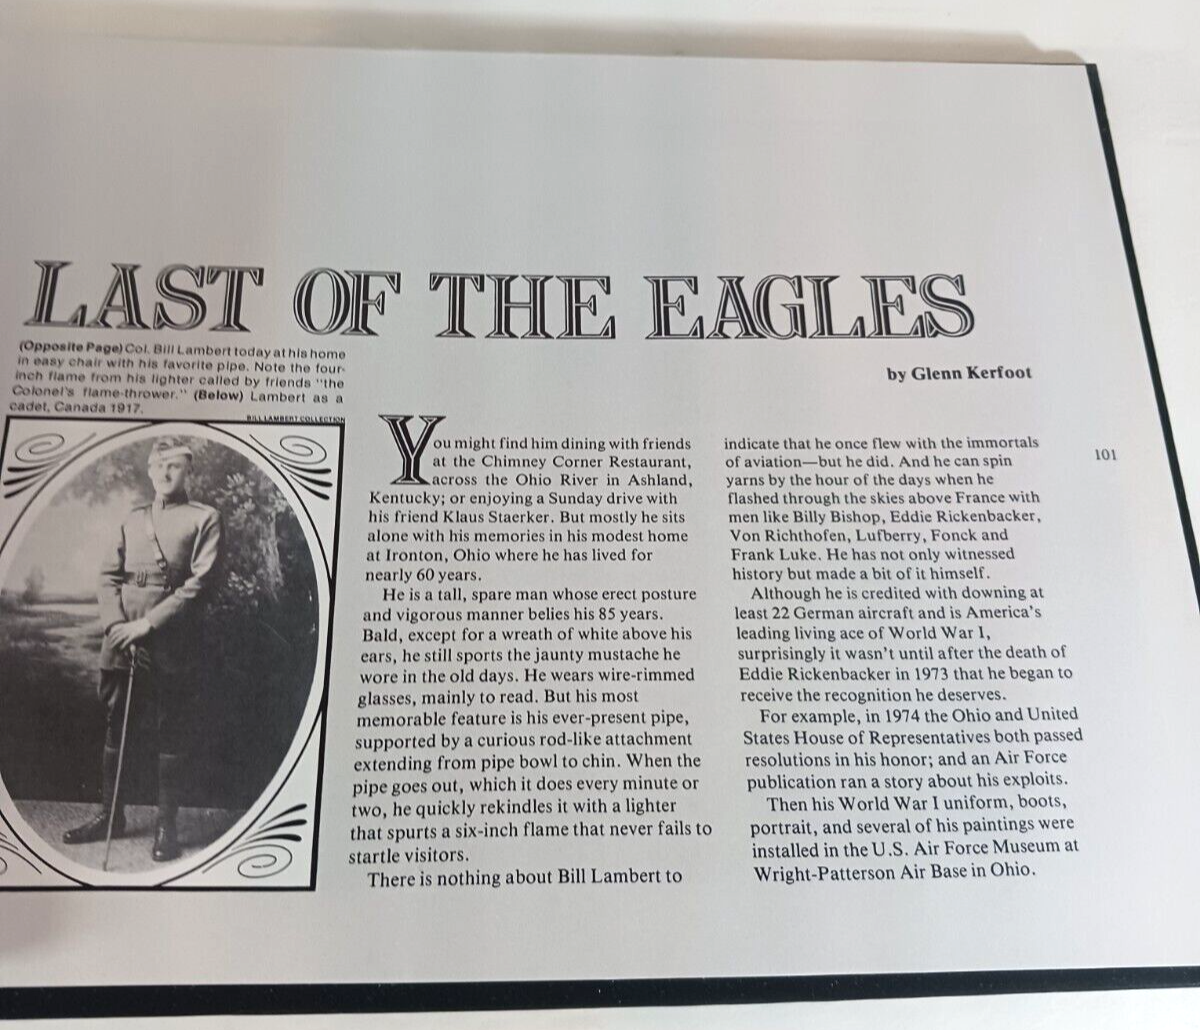 LAST OF THE EAGLES
(Opposite Page) Col. Bill Lambert today at his home
in easy chair with his favorite pipe. Note the four-
inch flame from his lighter called by friends "the
Colonel's flame-thrower." (Below) Lambert as a
cadet, Canada 1917.
BILL LAMBERT COLLECTION
by Glenn Kerfoot
You might find him dining with friends
at the Chimney Corner Restaurant,
across the Ohio River in Ashland,
Kentucky; or enjoying a Sunday drive with
his friend Klaus Staerker. But mostly he sits
alone with his memories in his modest home
at Ironton, Ohio where he has lived for
nearly 60 years.
He is a tall, spare man whose erect posture
and vigorous manner belies his 85 years.
Bald, except for a wreath of white above his
ears, he still sports the jaunty mustache he
wore in the old days. He wears wire-rimmed
glasses, mainly to read. But his most
memorable feature is his ever-present pipe,
supported by a curious rod-like attachment
extending from pipe bowl to chin. When the
pipe goes out, which it does every minute or
two, he quickly rekindles it with a lighter
that spurts a six-inch flame that never fails to
startle visitors.
There is nothing about Bill Lambert to
indicate that he once flew with the immortals
of aviation—but he did. And he can spin
yarns by the hour of the days when he
flashed through the skies above France with
men like Billy Bishop, Eddie Rickenbacker,
Von Richthofen, Lufberry, Fonck and
Frank Luke. He has not only witnessed
history but made a bit of it himself.
Although he is credited with downing at
least 22 German aircraft and is America's
leading living ace of World War I,
surprisingly it wasn't until after the death of
Eddie Rickenbacker in 1973 that he began to
receive the recognition he deserves.
For example, in 1974 the Ohio and United
States House of Representatives both passed
resolutions in his honor; and an Air Force
publication ran a story about his exploits.
Then his World War I uniform, boots,
portrait, and several of his paintings were
installed in the U.S. Air Force Museum at
Wright-Patterson Air Base in Ohio.
101